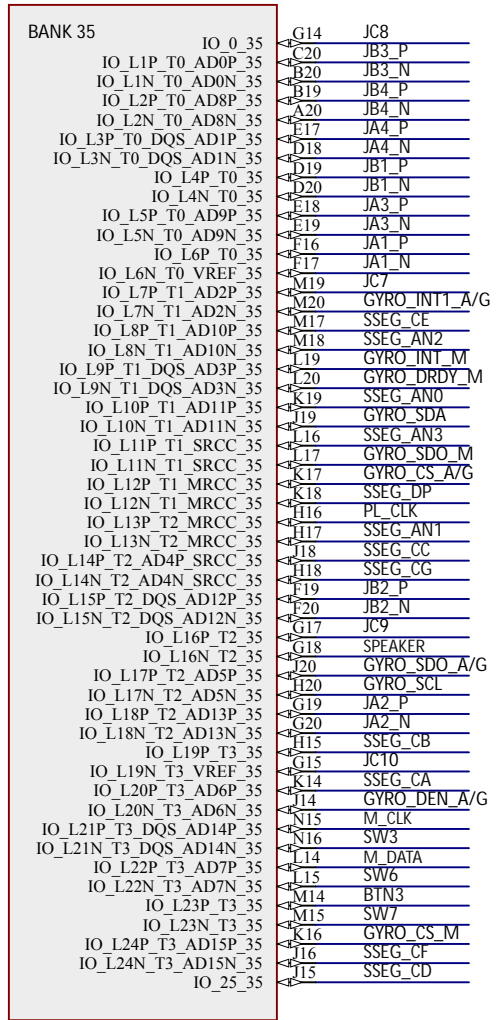 BANK 35
IO_0_35 G14 JC8
IO_L1P_T0_AD0P_35 C20 JB3_P
IO_L1N_T0_AD0N_35 B20 JB3_N
IO_L2P_T0_AD8P_35 B19 JB4_P
IO_L2N_T0_AD8N_35 A20 JB4_N
IO_L3P_T0_DQS_AD1P_35 E17 JA4_P
IO_L3N_T0_DQS_AD1N_35 D18 JA4_N
IO_L4P_T0_35 D19 JB1_P
IO_L4N_T0_35 D20 JB1_N
IO_L5P_T0_AD9P_35 E18 JA3_P
IO_L5N_T0_AD9N_35 E19 JA3_N
IO_L6P_T0_35 F16 JA1_P
IO_L6N_T0_VREF_35 F17 JA1_N
IO_L7P_T1_AD2P_35 M19 JC7
IO_L7N_T1_AD2N_35 M20 GYRO_INT1_A/G
IO_L8P_T1_AD10P_35 M17 SSEG_CE
IO_L8N_T1_AD10N_35 M18 SSEG_AN2
IO_L9P_T1_DQS_AD3P_35 L19 GYRO_INT_M
IO_L9N_T1_DQS_AD3N_35 L20 GYRO_DRDY_M
IO_L10P_T1_AD11P_35 K19 SSEG_AN0
IO_L10N_T1_AD11N_35 J19 GYRO_SDA
IO_L11P_T1_SRCC_35 L16 SSEG_AN3
IO_L11N_T1_SRCC_35 L17 GYRO_SDO_M
IO_L12P_T1_MRCC_35 K17 GYRO_CS_A/G
IO_L12N_T1_MRCC_35 K18 SSEG_DP
IO_L13P_T2_MRCC_35 H16 PL_CLK
IO_L13N_T2_MRCC_35 H17 SSEG_AN1
IO_L14P_T2_AD4P_SRCC_35 J18 SSEG_CC
IO_L14N_T2_AD4N_SRCC_35 H18 SSEG_CG
IO_L15P_T2_DQS_AD12P_35 F19 JB2_P
IO_L15N_T2_DQS_AD12N_35 F20 JB2_N
IO_L16P_T2_35 G17 JC9
IO_L16N_T2_35 G18 SPEAKER
IO_L17P_T2_AD5P_35 J20 GYRO_SDO_A/G
IO_L17N_T2_AD5N_35 H20 GYRO_SCL
IO_L18P_T2_AD13P_35 G19 JA2_P
IO_L18N_T2_AD13N_35 G20 JA2_N
IO_L19P_T3_35 H15 SSEG_CB
IO_L19N_T3_VREF_35 G15 JC10
IO_L20P_T3_AD6P_35 K14 SSEG_CA
IO_L20N_T3_AD6N_35 J14 GYRO_DEN_A/G
IO_L21P_T3_DQS_AD14P_35 N15 M_CLK
IO_L21N_T3_DQS_AD14N_35 N16 SW3
IO_L22P_T3_AD7P_35 L14 M_DATA
IO_L22N_T3_AD7N_35 L15 SW6
IO_L23P_T3_35 M14 BTN3
IO_L23N_T3_35 M15 SW7
IO_L24P_T3_AD15P_35 K16 GYRO_CS_M
IO_L24N_T3_AD15N_35 J16 SSEG_CF
IO_25_35 J15 SSEG_CD